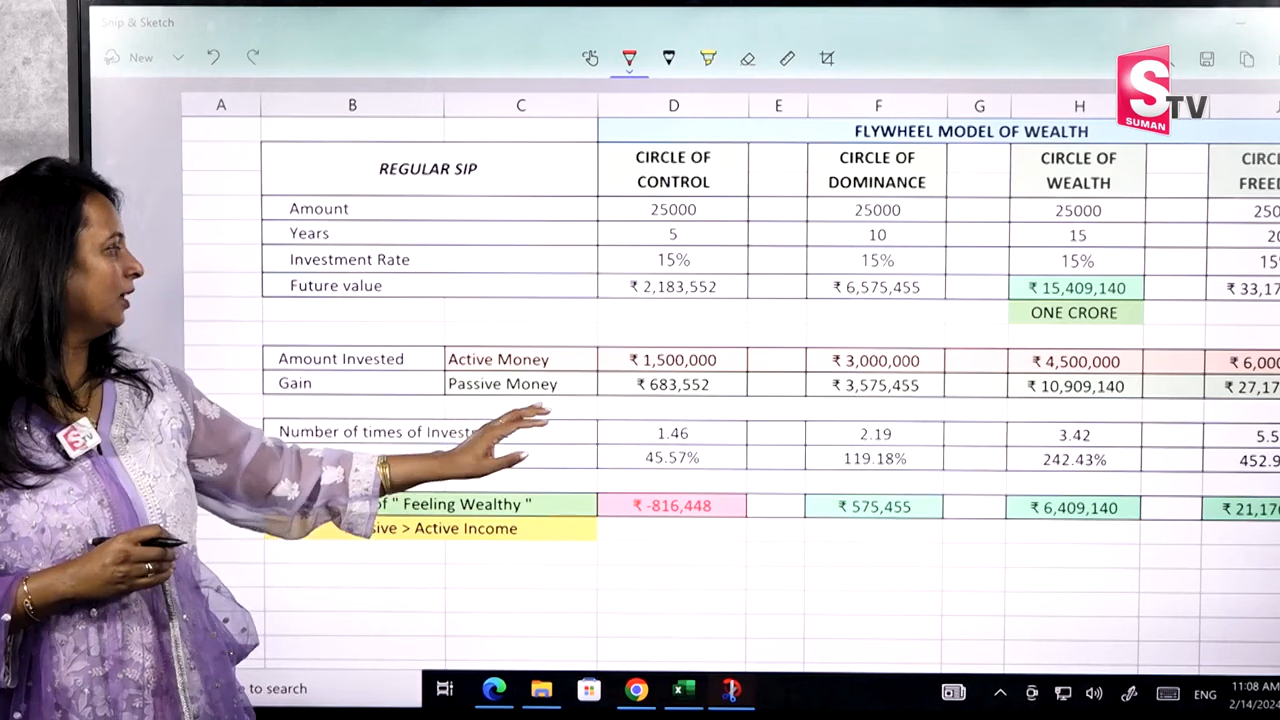 Snip & Sketch
New
S
TV
SUMAN
A B C D E F G H
FLYWHEEL MODEL OF WEALTH
REGULAR SIP
CIRCLE OF CONTROL
CIRCLE OF DOMINANCE
CIRCLE OF WEALTH
Amount 25000 25000 25000
Years 5 10 15 20
Investment Rate 15% 15% 15% 15%
Future value ₹ 2,183,552 ₹ 6,575,455 ₹ 15,409,140 ₹ 33,17
ONE CRORE
Amount Invested Active Money ₹ 1,500,000 ₹ 3,000,000 ₹ 4,500,000 ₹ 6,000
Gain Passive Money ₹ 683,552 ₹ 3,575,455 ₹ 10,909,140 ₹ 27,17
Number of times of 1.46 2.19 3.42 5.5
45.57% 119.18% 242.43% 452.9
of " Feeling Wealthy " ₹ -816,448 ₹ 575,455 ₹ 6,409,140 ₹ 21,17
> Active Income
S TV
to search
ENG
11:08 AM
2/14/2024